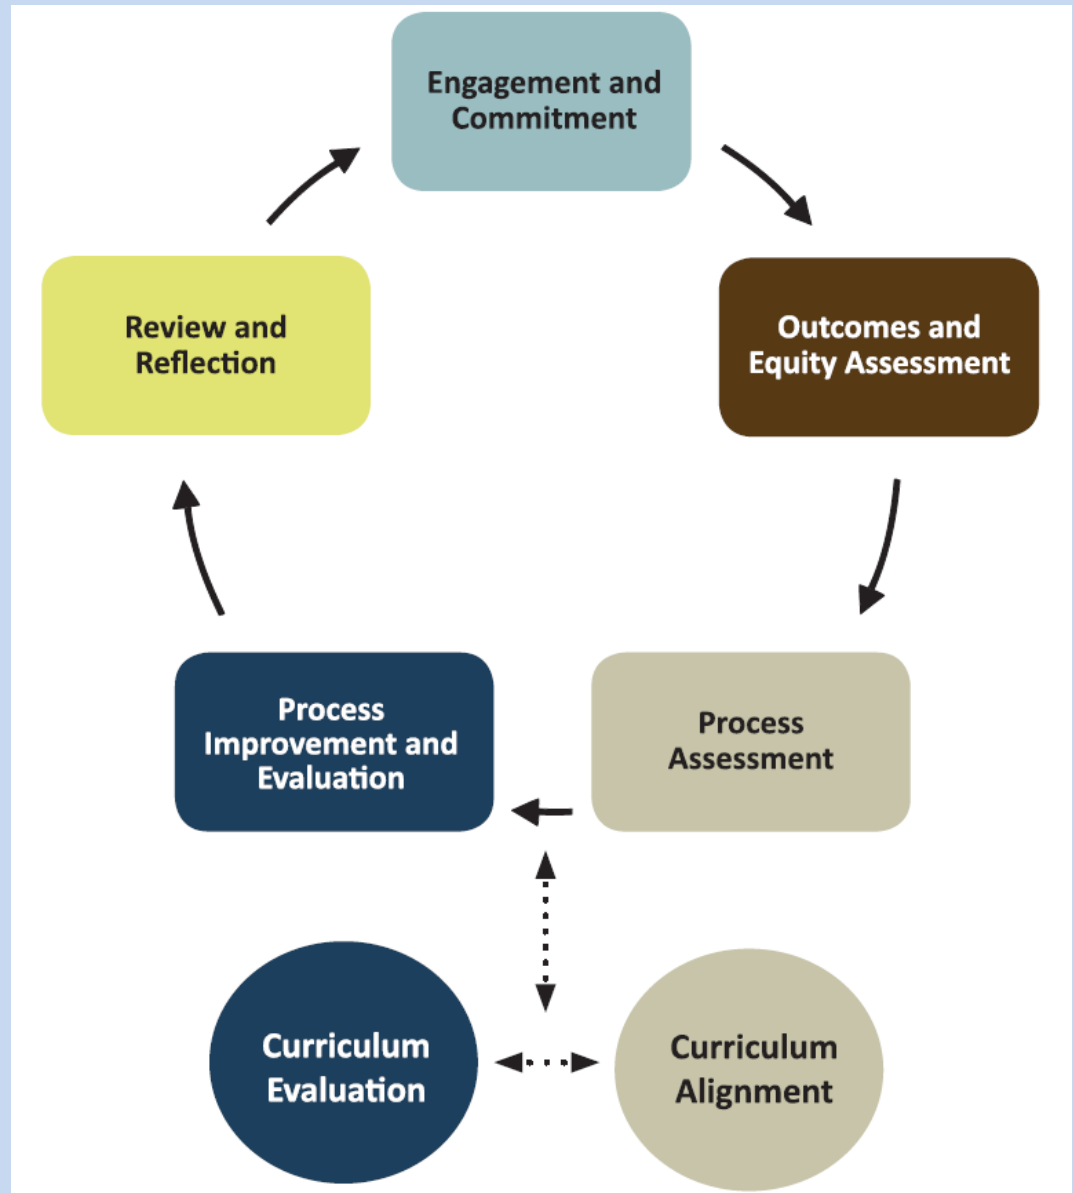 Engagement and
Commitment
Outcomes and
Equity Assessment
Process
Assessment
Process
Improvement and
Evaluation
Review and
Reflection
Curriculum
Evaluation
Curriculum
Alignment